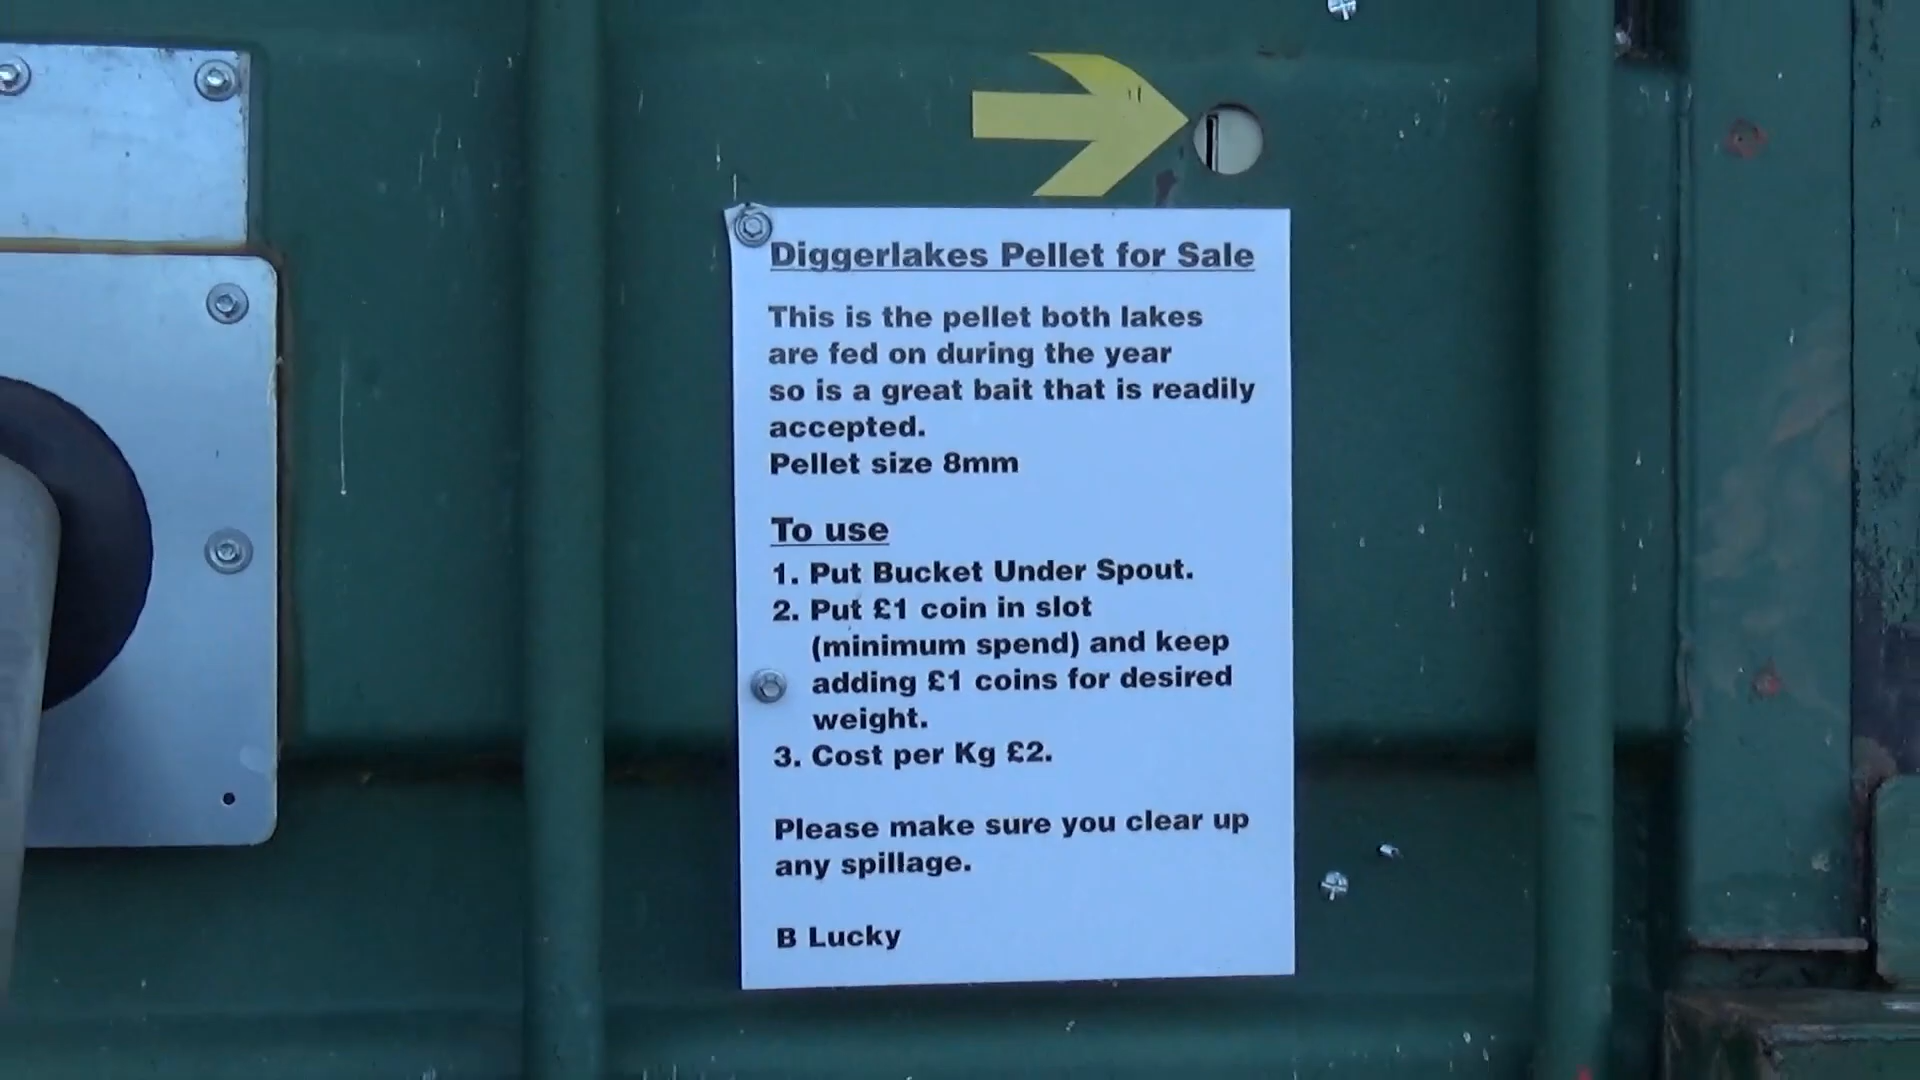 Diggerlakes Pellet for Sale
This is the pellet both lakes
are fed on during the year
so is a great bait that is readily
accepted.
Pellet size 8mm
To use
1. Put Bucket Under Spout.
2. Put £1 coin in slot
(minimum spend) and keep
adding £1 coins for desired
weight.
3. Cost per Kg £2.
Please make sure you clear up
any spillage.
B Lucky